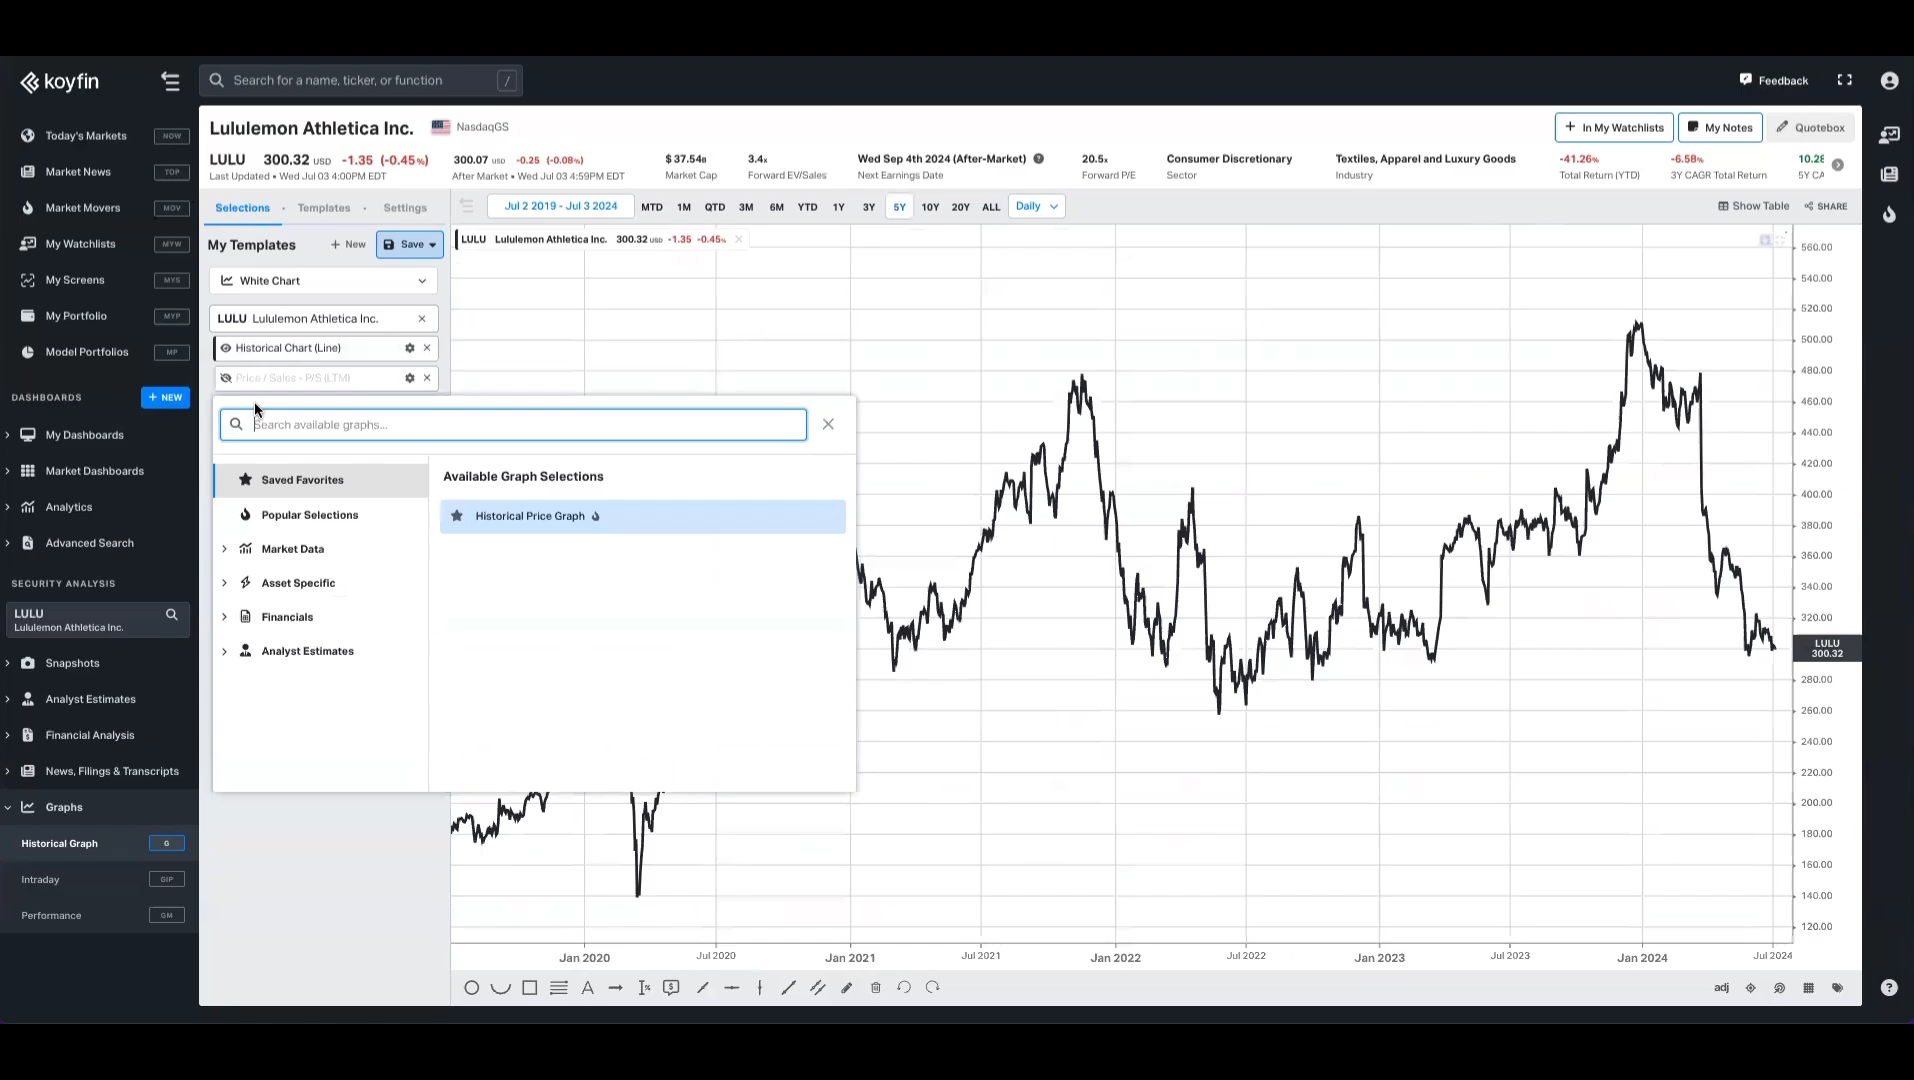 koyfin
Search for a name, ticker, or function
/
Feedback
Today's Markets NOW
Market News TOP
Market Movers MOV
My Watchlists MYW
My Screens MYS
My Portfolio MYP
Model Portfolios MP
DASHBOARDS
+ NEW
My Dashboards
Market Dashboards
Analytics
Advanced Search
SECURITY ANALYSIS
LULU
Lululemon Athletica Inc.
Snapshots
Analyst Estimates
Financial Analysis
News, Filings & Transcripts
Graphs
Historical Graph G
Intraday GIP
Performance GM
Lululemon Athletica Inc.
NasdaqGS
+ In My Watchlists
My Notes
Quotebox
LULU 300.32 USD -1.35 (-0.45%)
Last Updated • Wed Jul 03 4:00PM EDT
300.07 USD -0.25 (-0.08%)
After Market • Wed Jul 03 4:59PM EDT
$ 37.54B
Market Cap
3.4x
Forward EV/Sales
Wed Sep 4th 2024 (After-Market) ?
Next Earnings Date
20.5x
Forward P/E
Consumer Discretionary
Sector
Textiles, Apparel and Luxury Goods
Industry
-41.26%
Total Return (YTD)
-6.58%
3Y CAGR Total Return
10.28
5Y CA
Selections
Templates
Settings
Jul 2 2019 - Jul 3 2024
MTD 1M QTD 3M 6M YTD 1Y 3Y 5Y 10Y 20Y ALL
Daily
Show Table
SHARE
My Templates
+ New
Save
White Chart
LULU Lululemon Athletica Inc.
Historical Chart (Line)
Price / Sales - P/S (LTM)
LULU Lululemon Athletica Inc. 300.32 USD -1.35 -0.45%
Search available graphs...
Saved Favorites
Popular Selections
Market Data
Asset Specific
Financials
Analyst Estimates
Available Graph Selections
Historical Price Graph
560.00
540.00
520.00
500.00
480.00
460.00
440.00
420.00
400.00
380.00
360.00
340.00
320.00
LULU
300.32
280.00
260.00
240.00
220.00
200.00
180.00
160.00
140.00
120.00
Jan 2020
Jul 2020
Jan 2021
Jul 2021
Jan 2022
Jul 2022
Jan 2023
Jul 2023
Jan 2024
Jul 2024
A
adj
?